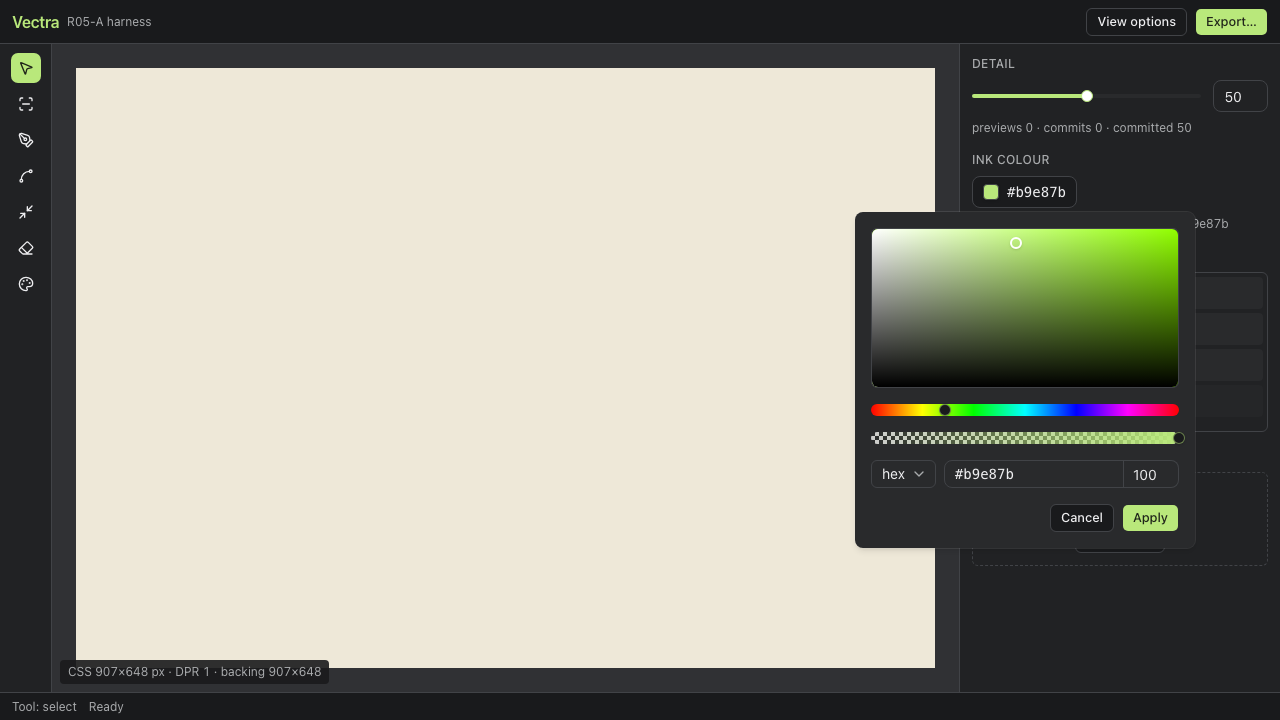 Vectra R05-A harness
View options
Export...
DETAIL
50
previews 0 · commits 0 · committed 50
INK COLOUR
#b9e87b
9e87b
hex
#b9e87b
100
Cancel
Apply
CSS 907×648 px · DPR 1 · backing 907×648
Tool: select Ready